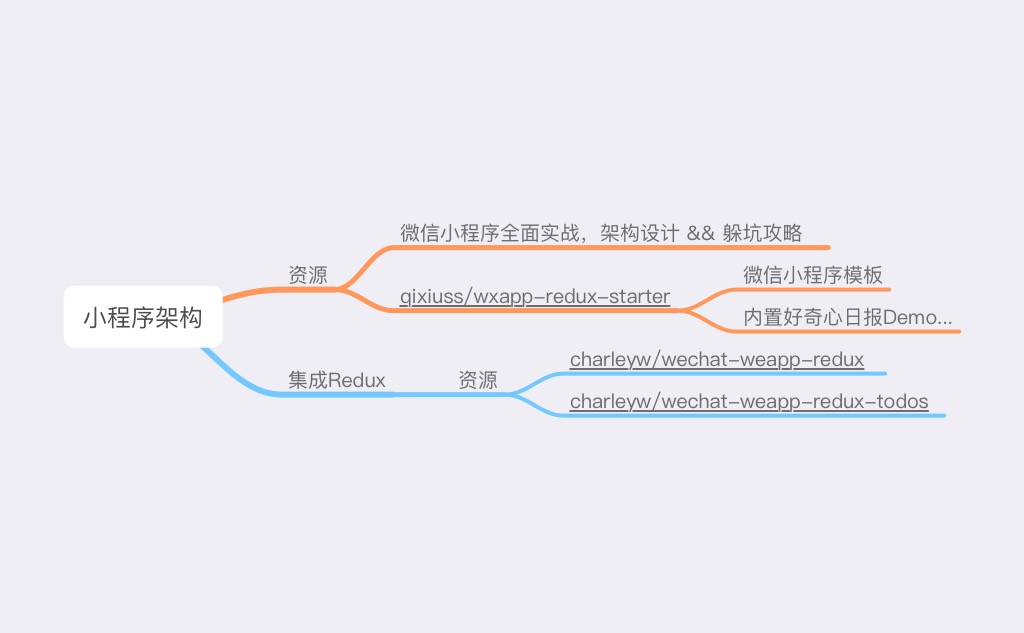 小程序架构
资源
微信小程序全面实战，架构设计 && 躲坑攻略
qixiuss/wxapp-redux-starter
微信小程序模板
内置好奇心日报Demo...
集成Redux
资源
charleyw/wechat-weapp-redux
charleyw/wechat-weapp-redux-todos